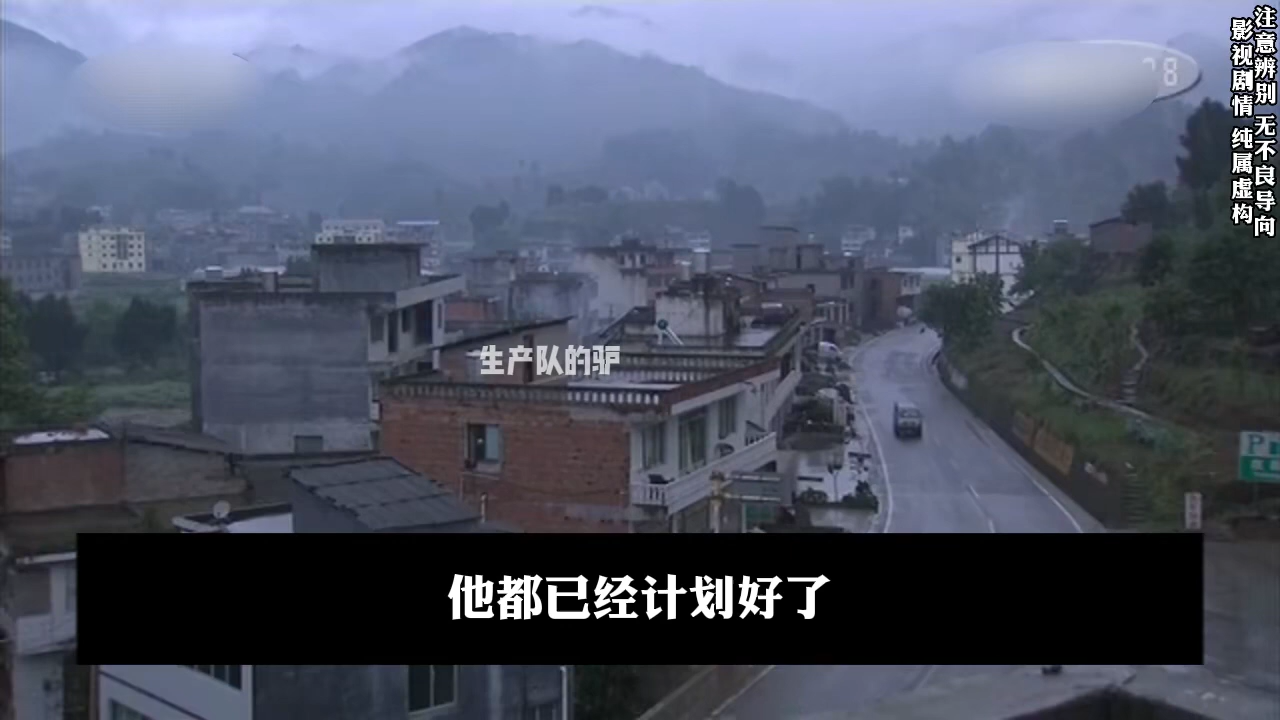 注意辨别 无不良导向
影视剧情 纯属虚构
生产队的驴
他都已经计划好了